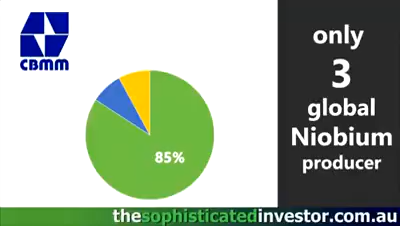 CBMM
85%
only
3
global
Niobium
producer
thesophisticatedinvestor.com.au